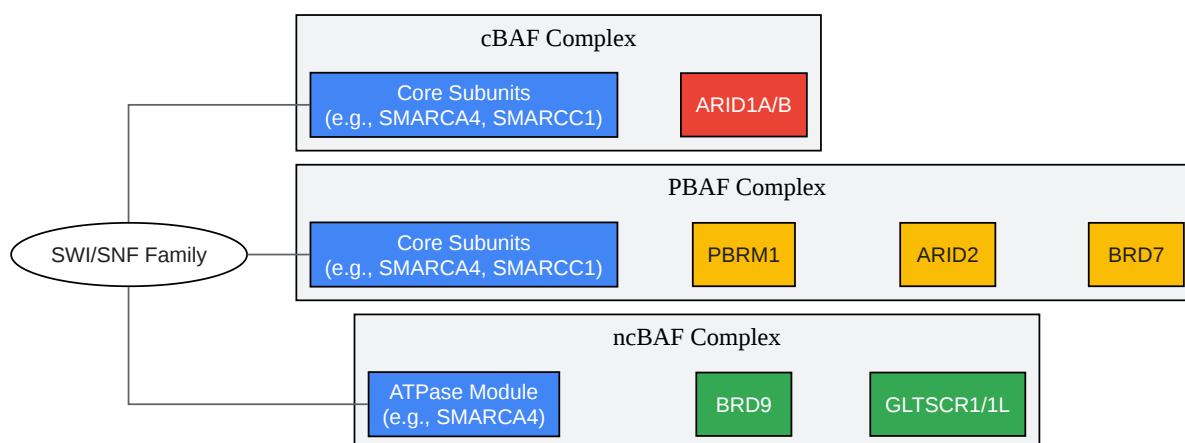 cBAF Complex
Core Subunits
(e.g., SMARCA4, SMARCC1)
ARID1A/B
PBAF Complex
SWI/SNF Family
Core Subunits
(e.g., SMARCA4, SMARCC1)
PBRM1
ARID2
BRD7
ncBAF Complex
ATPase Module
(e.g., SMARCA4)
BRD9
GLTSCR1/1L